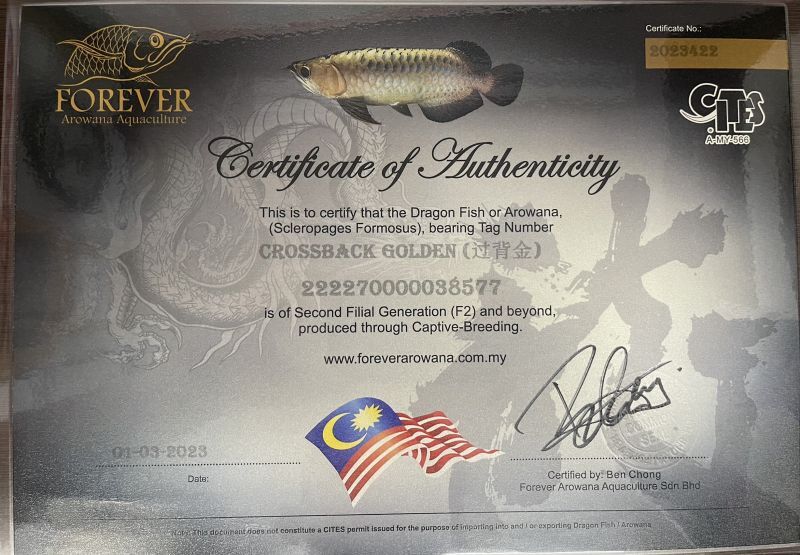 FOREVER
Arowana Aquaculture
Certificate No.:
2023422
CITES
A-MY-566
Certificate of Authenticity
This is to certify that the Dragon Fish or Arowana,
(Scleropages Formosus), bearing Tag Number
CROSSBACK GOLDEN (过背金)
222270000038577
is of Second Filial Generation (F2) and beyond,
produced through Captive-Breeding.
www.foreverarowana.com.my
01-03-2023
Date:
Certified by: Ben Chong
Forever Arowana Aquaculture Sdn Bhd
Note: This document does not constitute a CITES permit issued for the purpose of importing into and / or exporting Dragon Fish / Arowana